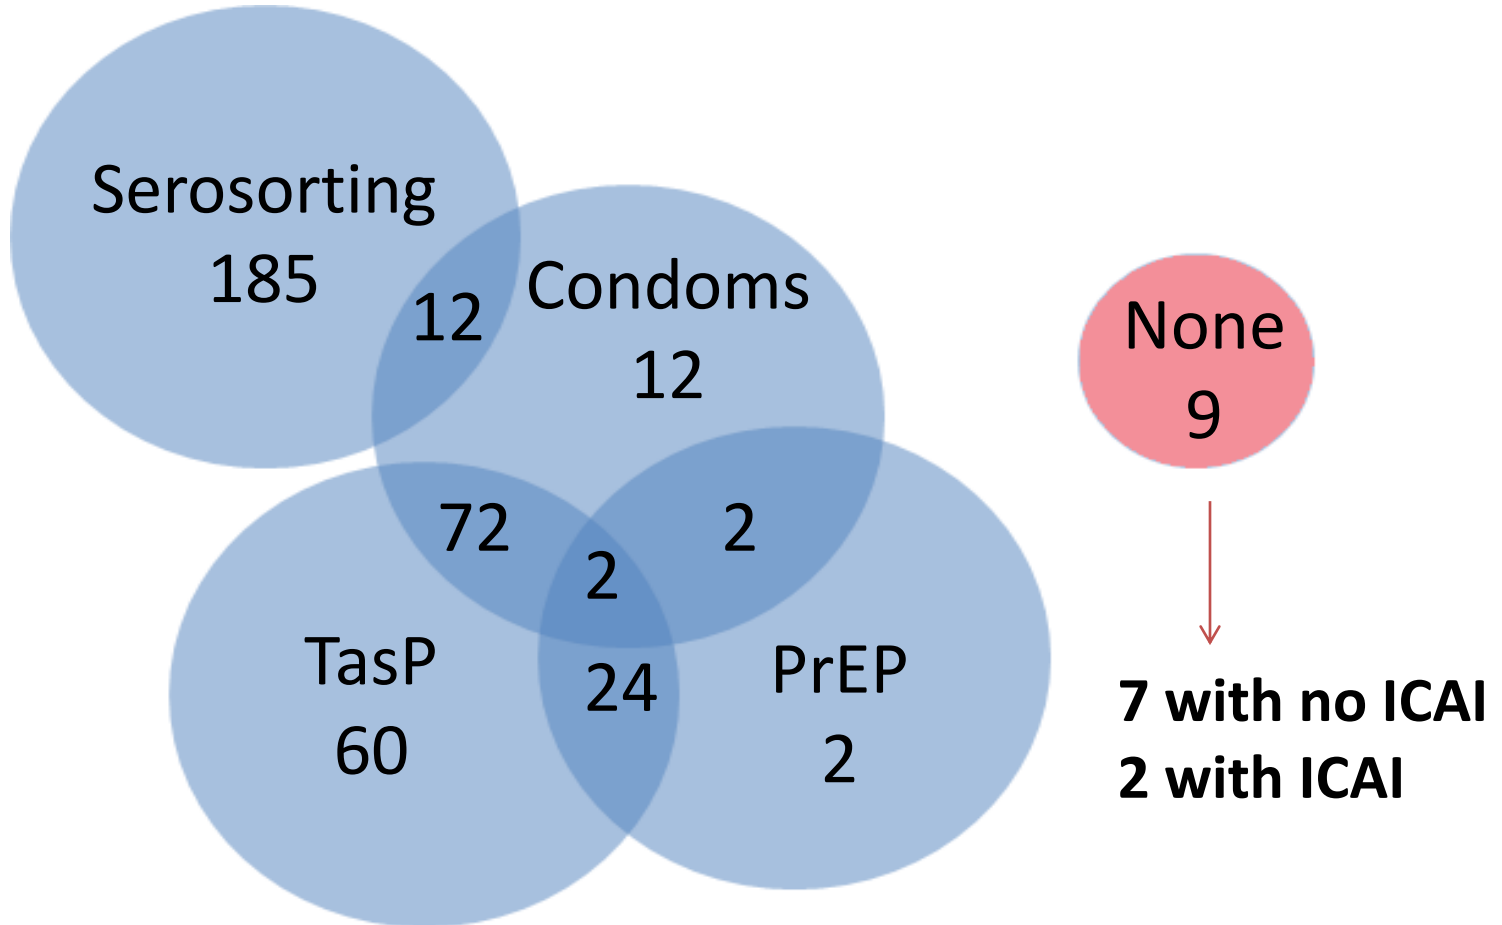 Serosorting
185
12
Condoms
12
None
9
72
2
2
TasP
60
24
PrEP
2
7 with no ICAI
2 with ICAI